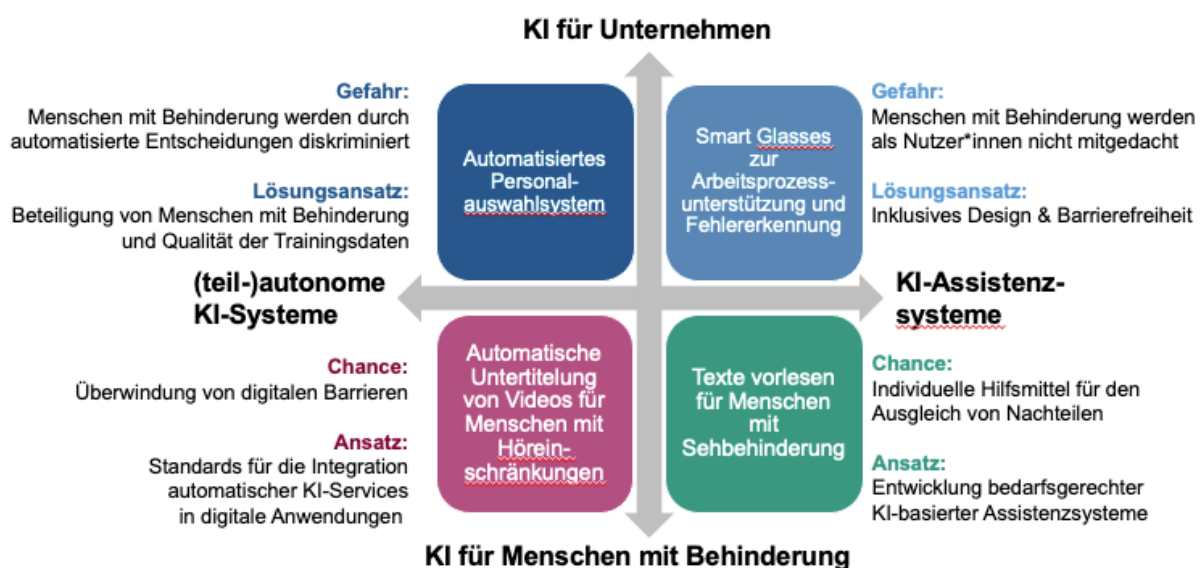 KI für Unternehmen
Gefahr:
Menschen mit Behinderung werden durch
automatisierte Entscheidungen diskriminiert
Lösungsansatz:
Beteiligung von Menschen mit Behinderung
und Qualität der Trainingsdaten
Automatisiertes
Personal-
auswahlsystem
Smart Glasses
zur
Arbeitsprozess-
unterstützung und
Fehlererkennung
Gefahr:
Menschen mit Behinderung werden
als Nutzer*innen nicht mitgedacht
Lösungsansatz:
Inklusives Design & Barrierefreiheit
(teil-)autonome
KI-Systeme
KI-Assistenz-
systeme
Chance:
Überwindung von digitalen Barrieren
Ansatz:
Standards für die Integration
automatischer KI-Services
in digitale Anwendungen
Automatische
Untertitelung
von Videos für
Menschen mit
Hörein-
schränkungen
Texte vorlesen
für Menschen
mit
Sehbehinderung
Chance:
Individuelle Hilfsmittel für den
Ausgleich von Nachteilen
Ansatz:
Entwicklung bedarfsgerechter
KI-basierter Assistenzsysteme
KI für Menschen mit Behinderung